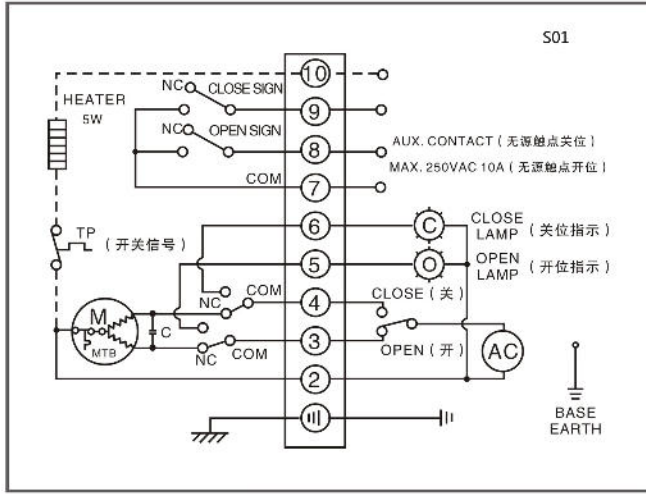 S01
10
NC
CLOSE SIGN
HEATER
5W
9
NC
OPEN SIGN
8
AUX. CONTACT ( 无源触点关位 )
MAX. 250VAC 10A ( 无源触点开位 )
COM
7
6
C
CLOSE
LAMP ( 关位指示 )
TP
( 开关信号 )
5
O
OPEN
LAMP ( 开位指示 )
COM
NC
4
CLOSE ( 关 )
M
MTB
C
NC
COM
3
OPEN ( 开 )
AC
2
BASE
EARTH